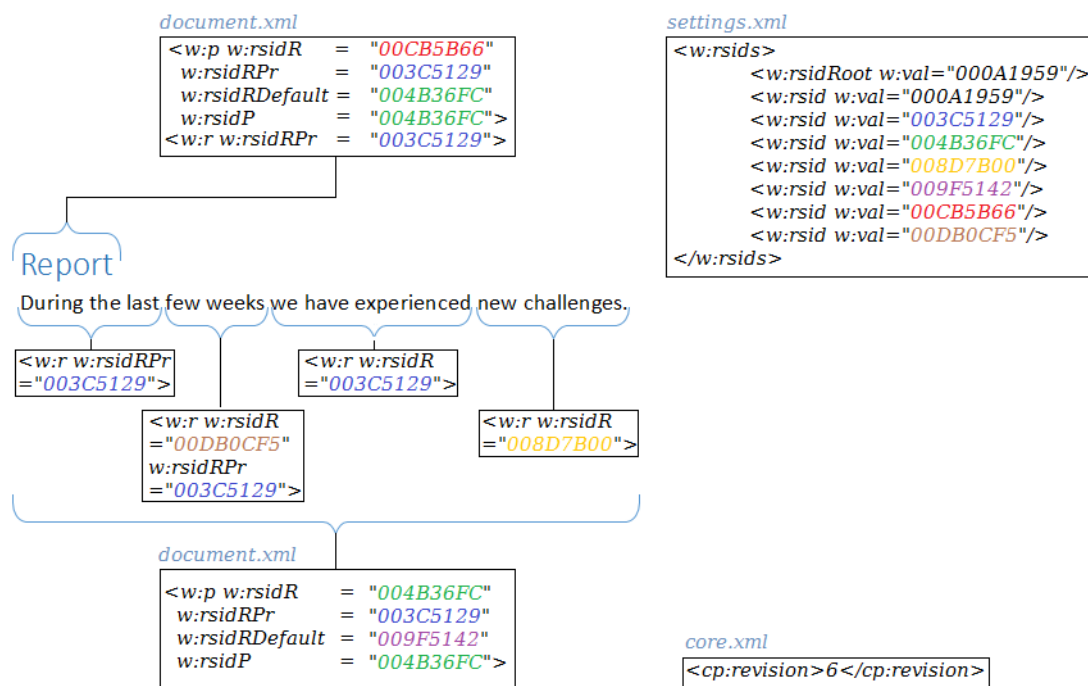 document.xml
<w:p w:rsidR = "00CB5B66"
w:rsidRPr = "003C5129"
w:rsidRDefault = "004B36FC"
w:rsidP = "004B36FC">
<w:r w:rsidRPr = "003C5129">
settings.xml
<w:rsids>
<w:rsidRoot w:val="000A1959"/>
<w:rsid w:val="000A1959"/>
<w:rsid w:val="003C5129"/>
<w:rsid w:val="004B36FC"/>
<w:rsid w:val="008D7B00"/>
<w:rsid w:val="009F5142"/>
<w:rsid w:val="00CB5B66"/>
<w:rsid w:val="00DB0CF5"/>
</w:rsids>
Report
During the last few weeks we have experienced new challenges.
<w:r w:rsidRPr
="003C5129">
<w:r w:rsidR
="00DB0CF5"
w:rsidRPr
="003C5129">
<w:r w:rsidR
="003C5129">
<w:r w:rsidR
="008D7B00">
document.xml
<w:p w:rsidR = "004B36FC"
w:rsidRPr = "003C5129"
w:rsidRDefault = "009F5142"
w:rsidP = "004B36FC">
core.xml
<cp:revision>6</cp:revision>